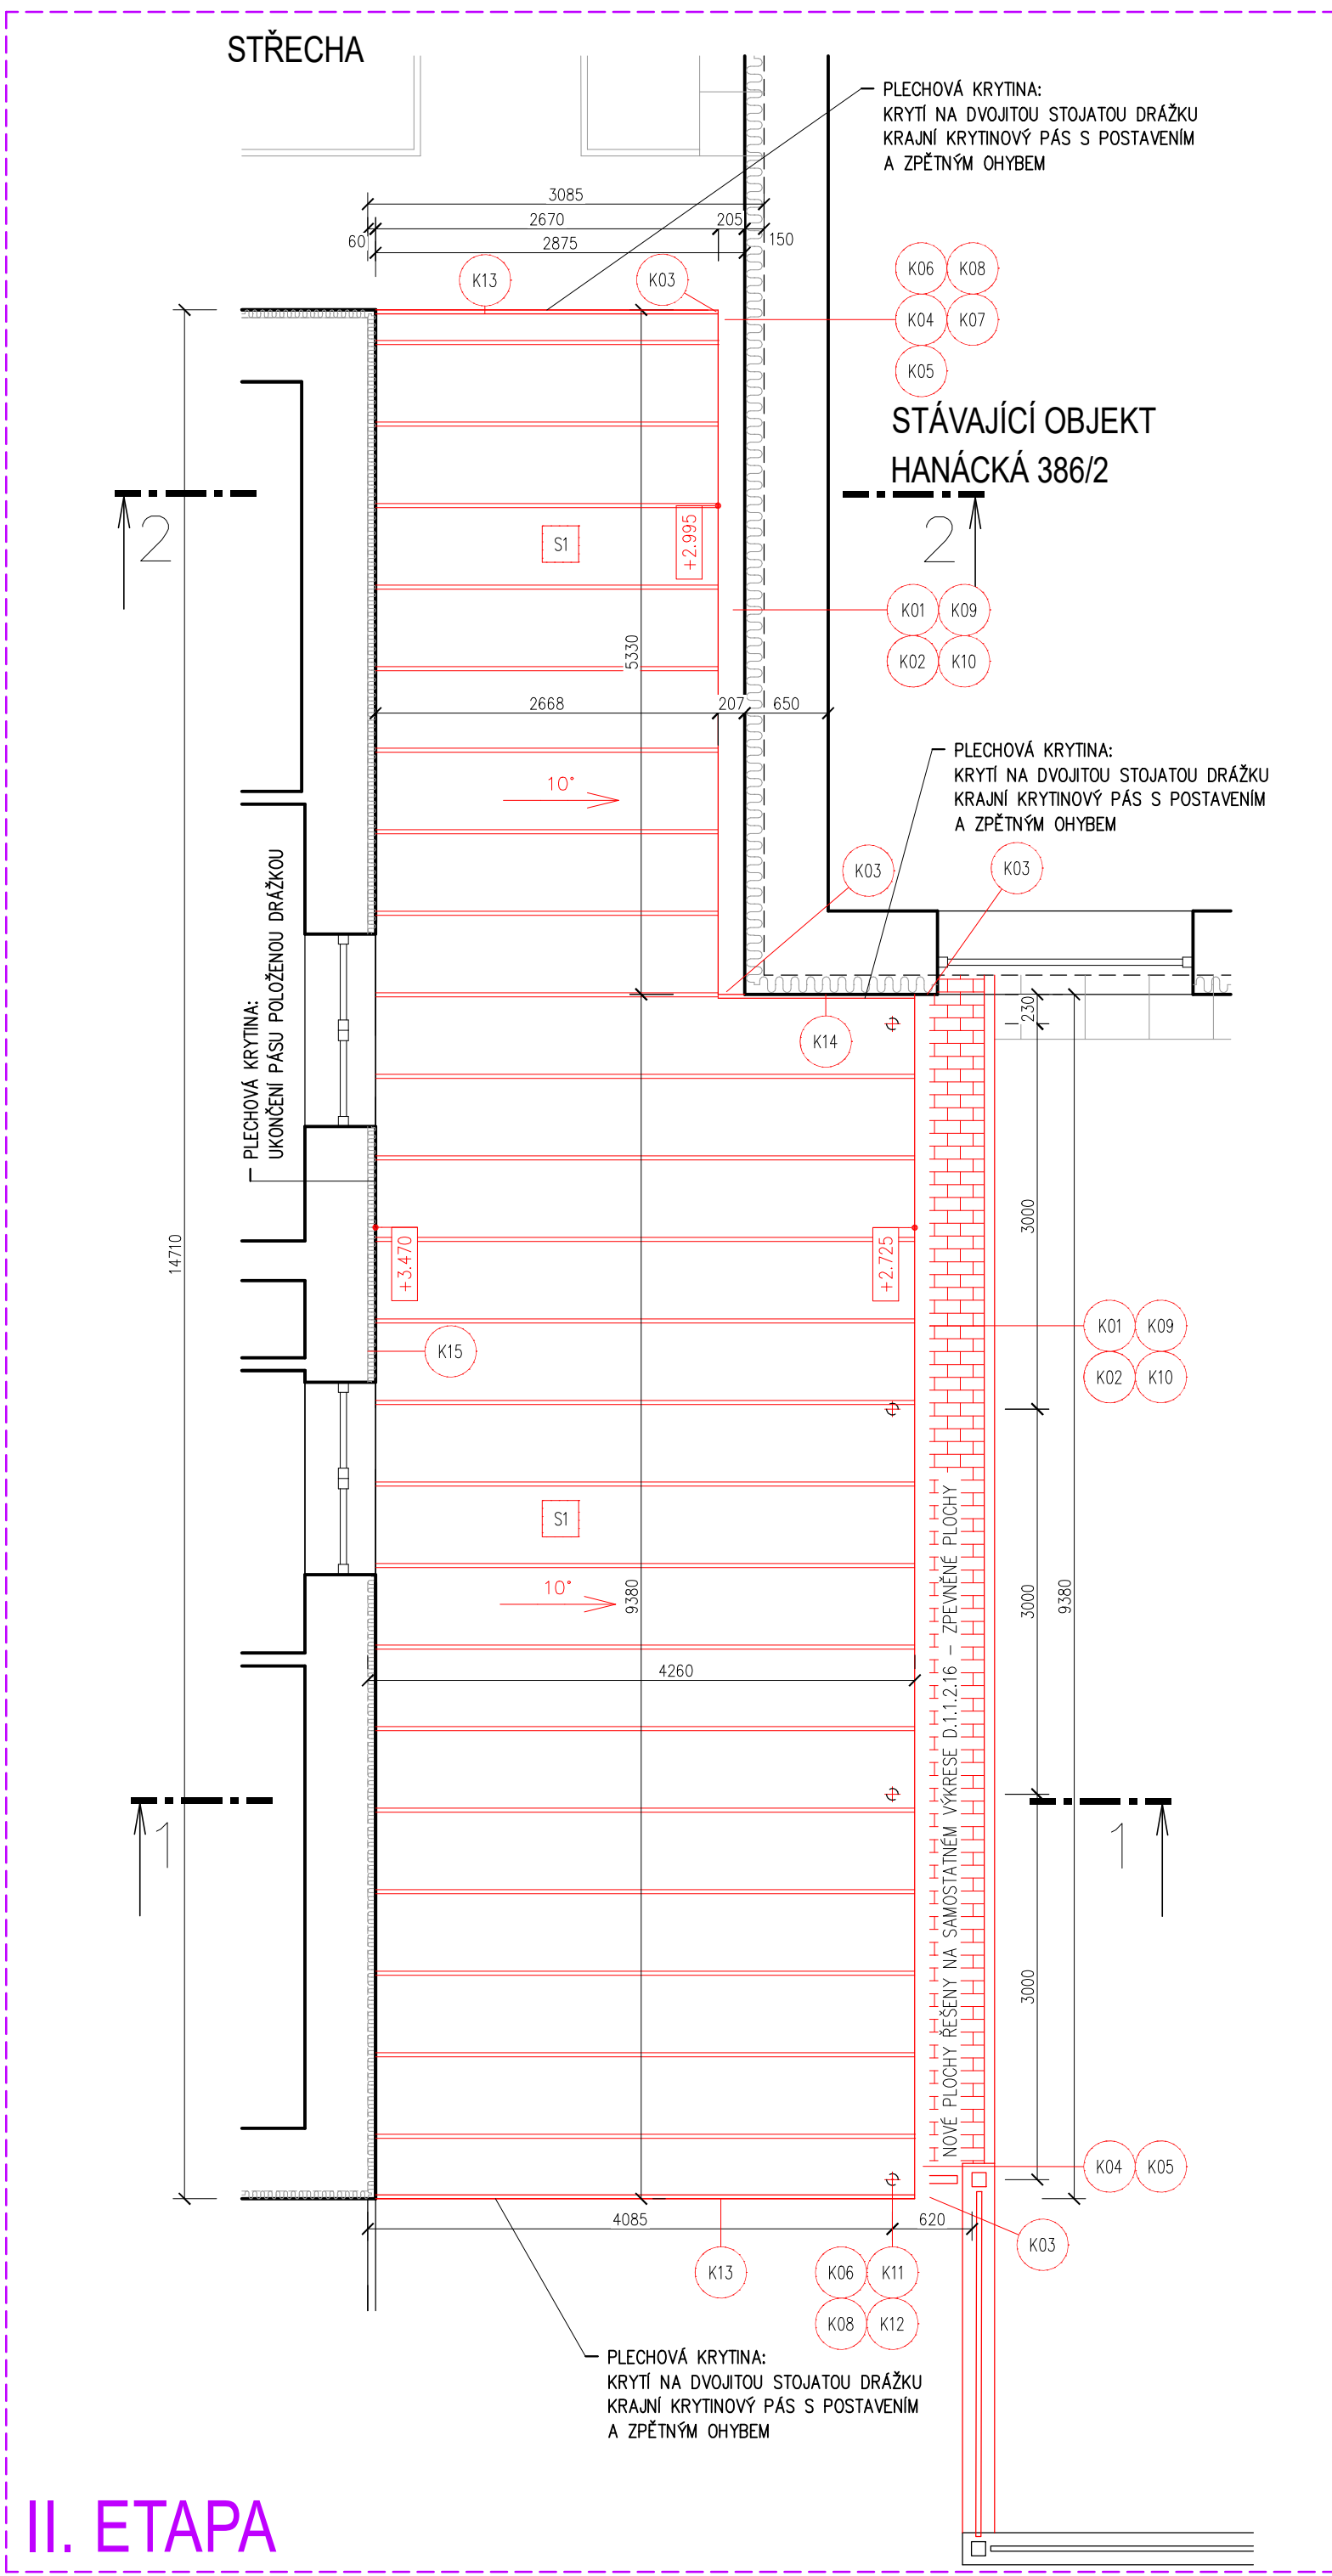 STŘECHA
PLECHOVÁ KRYTINA:
KRYTÍ NA DVOJITOU STOJATOU DRÁŽKU
KRAJNÍ KRYTINOVÝ PÁS S POSTAVENÍM
A ZPĚTNÝM OHYBEM
3085
2670
205
60
2875
150
K13
K03
K06
K08
K04
K07
K05
STÁVAJÍCÍ OBJEKT
HANÁCKÁ 386/2
2
2
S1
+2.995
K01
K09
K02
K10
5330
2668
207
650
PLECHOVÁ KRYTINA:
KRYTÍ NA DVOJITOU STOJATOU DRÁŽKU
KRAJNÍ KRYTINOVÝ PÁS S POSTAVENÍM
A ZPĚTNÝM OHYBEM
10°
K03
K03
PLECHOVÁ KRYTINA:
UKONČENÍ PÁSU POLOŽENOU DRÁŽKOU
230
K14
14710
3000
+3.470
+2.725
K01
K09
K02
K10
K15
S1
10°
9380
3000
9380
4260
NOVÉ PLOCHY ŘEŠENY NA SAMOSTATNÉM VÝKRESE D.1.1.2.16 - ZPEVNĚNÉ PLOCHY
1
1
3000
K04
K05
4085
620
K03
K13
K06
K11
K08
K12
PLECHOVÁ KRYTINA:
KRYTÍ NA DVOJITOU STOJATOU DRÁŽKU
KRAJNÍ KRYTINOVÝ PÁS S POSTAVENÍM
A ZPĚTNÝM OHYBEM
II. ETAPA